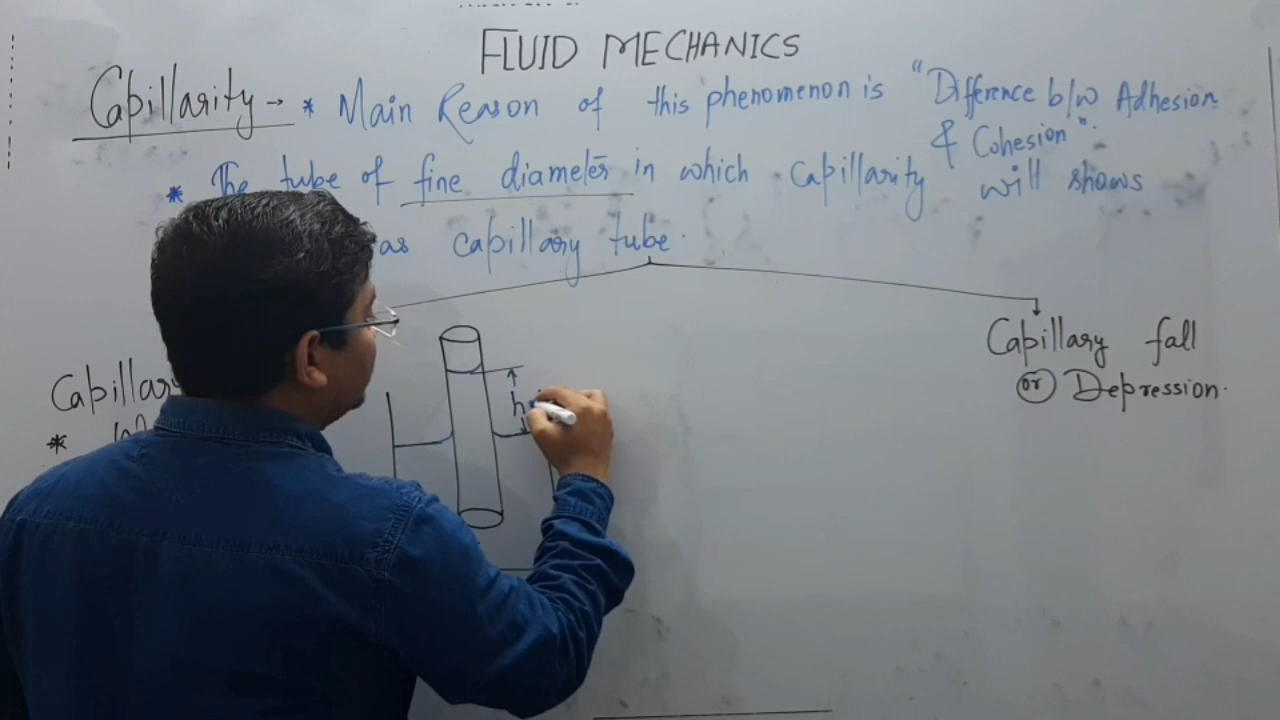 FLUID MECHANICS
Capillarity → * Main Reason of this phenomenon is "Difference b/w Adhesion
& Cohesion".
* The tube of fine diameter in which Capillarity will shows
as capillary tube.
Capillary fall
or Depression.
Capillary
*
h